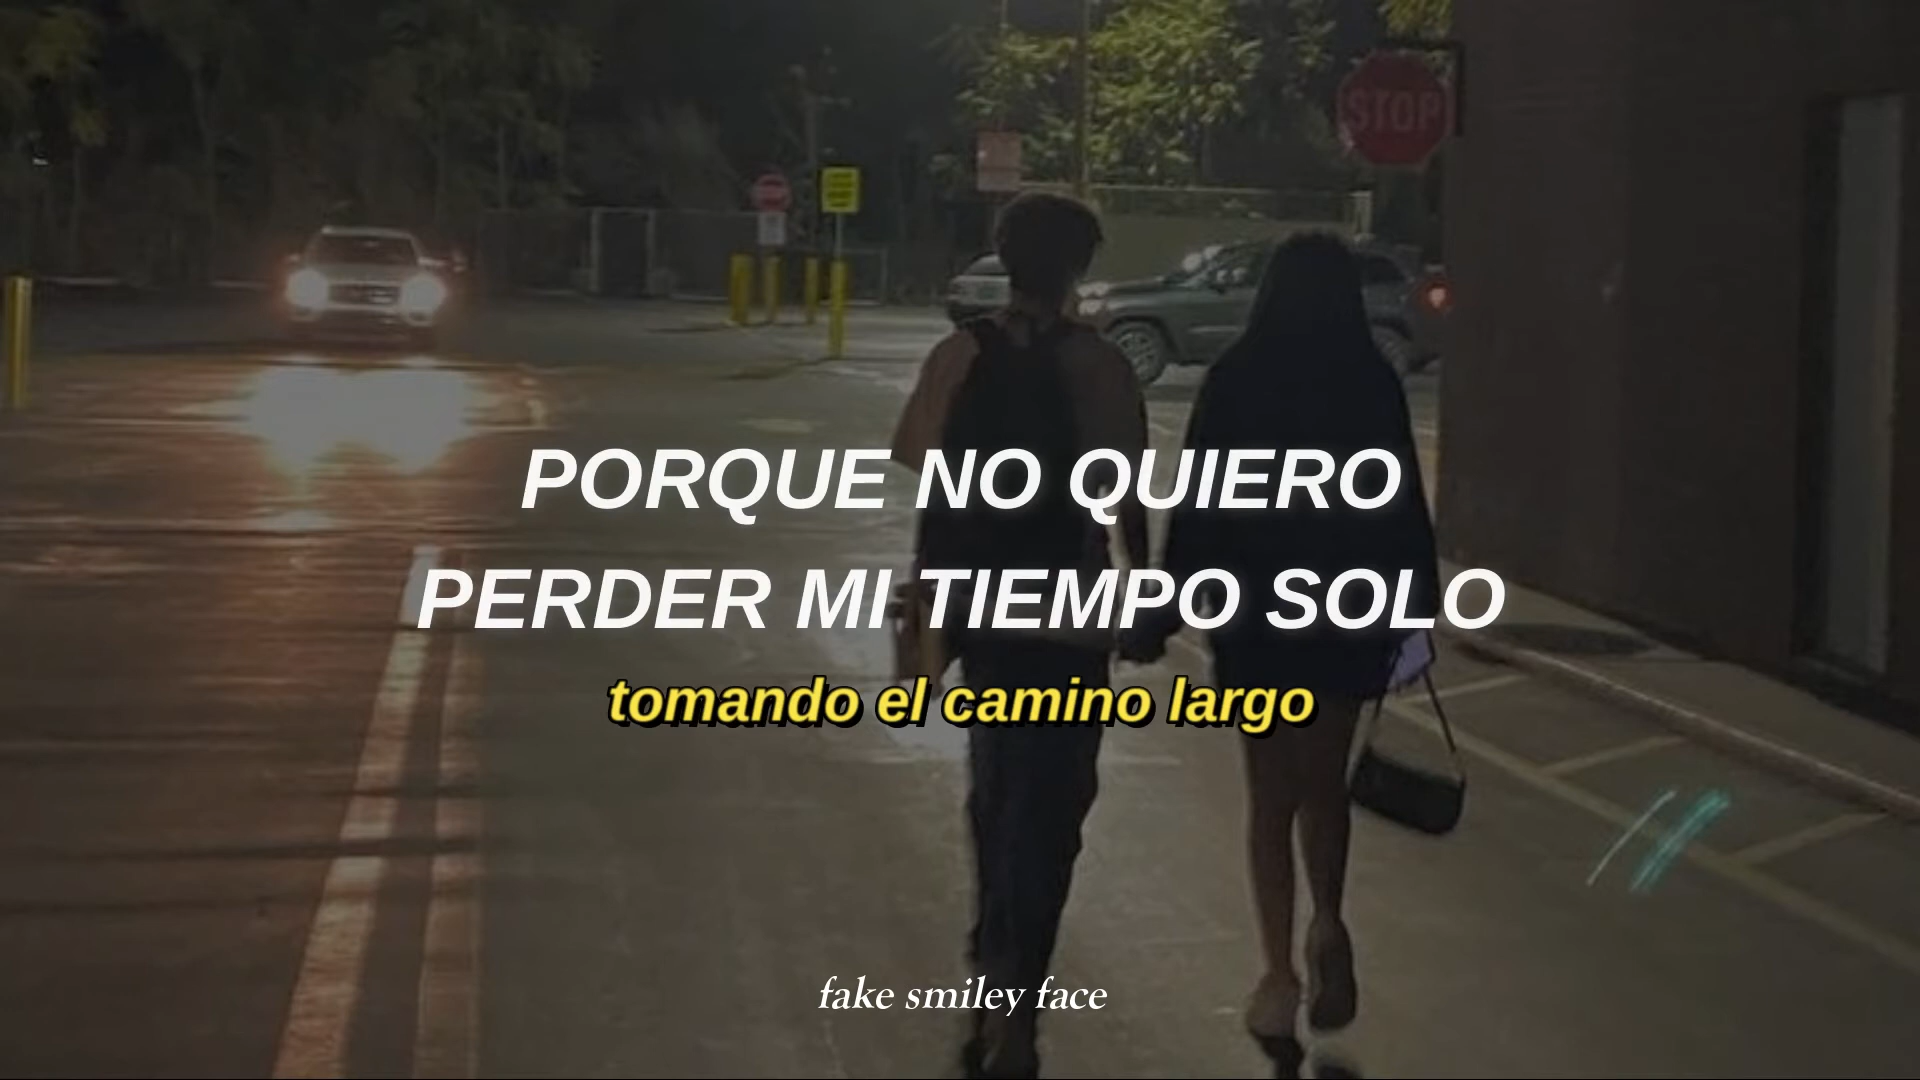 STOP
PORQUE NO QUIERO
PERDER MI TIEMPO SOLO
tomando el camino largo
fake smiley face